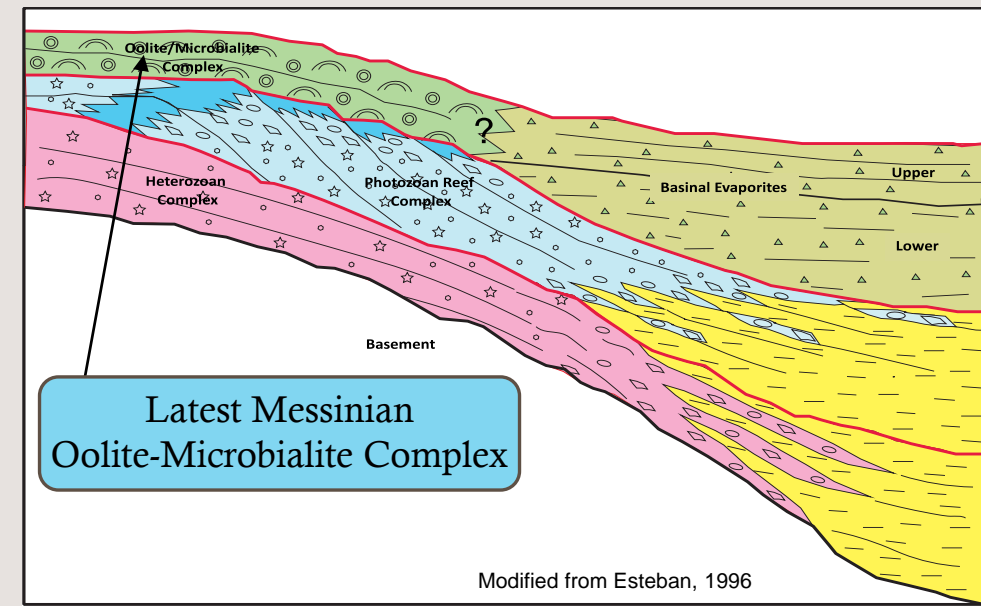 Oolite/Microbialite
Complex
?
Heterozoan
Complex
Photozoan Reef
Complex
Basinal Evaporites
Upper
Lower
Basement
Latest Messinian
Oolite-Microbialite Complex
Modified from Esteban, 1996